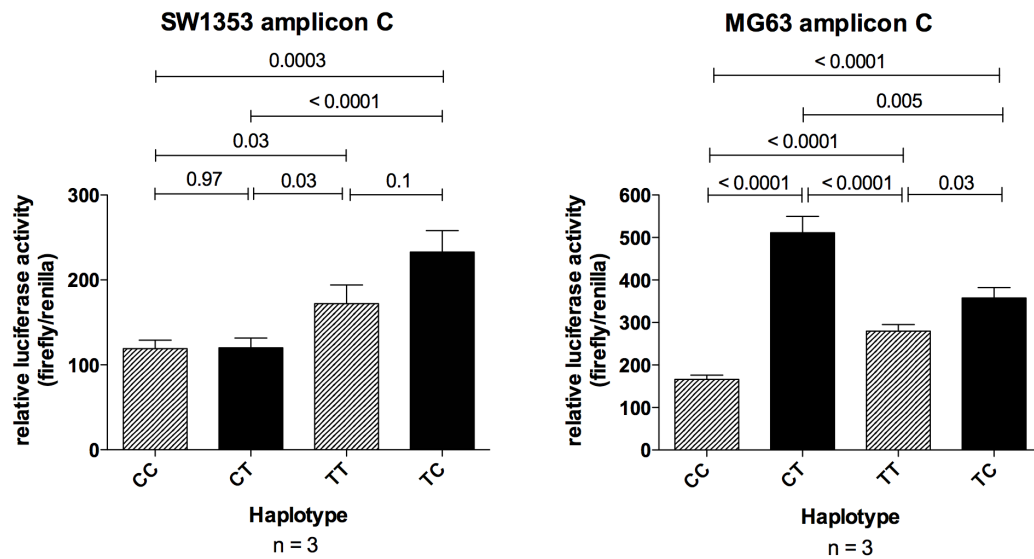 SW1353 amplicon C
0.0003
< 0.0001
0.03
0.97 0.03 0.1
300
200
100
0
relative luciferase activity
(firefly/renilla)
CC CT TT TC
Haplotype
n = 3
MG63 amplicon C
< 0.0001
0.005
< 0.0001
< 0.0001 < 0.0001 0.03
600
500
400
300
200
100
0
relative luciferase activity
(firefly/renilla)
CC CT TT TC
Haplotype
n = 3